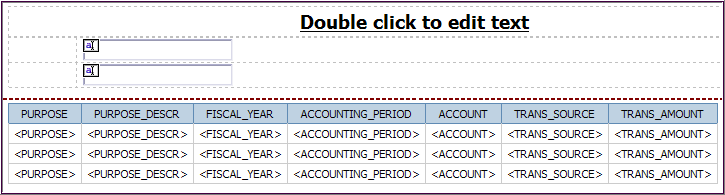 Double click to edit text
a
a
PURPOSE PURPOSE_DESCR FISCAL_YEAR ACCOUNTING_PERIOD ACCOUNT TRANS_SOURCE TRANS_AMOUNT
<PURPOSE> <PURPOSE_DESCR> <FISCAL_YEAR> <ACCOUNTING_PERIOD> <ACCOUNT> <TRANS_SOURCE> <TRANS_AMOUNT>
<PURPOSE> <PURPOSE_DESCR> <FISCAL_YEAR> <ACCOUNTING_PERIOD> <ACCOUNT> <TRANS_SOURCE> <TRANS_AMOUNT>
<PURPOSE> <PURPOSE_DESCR> <FISCAL_YEAR> <ACCOUNTING_PERIOD> <ACCOUNT> <TRANS_SOURCE> <TRANS_AMOUNT>